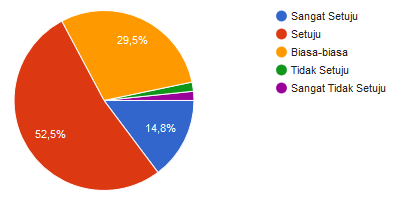 29,5%
52,5%
14,8%
Sangat Setuju
Setuju
Biasa-biasa
Tidak Setuju
Sangat Tidak Setuju